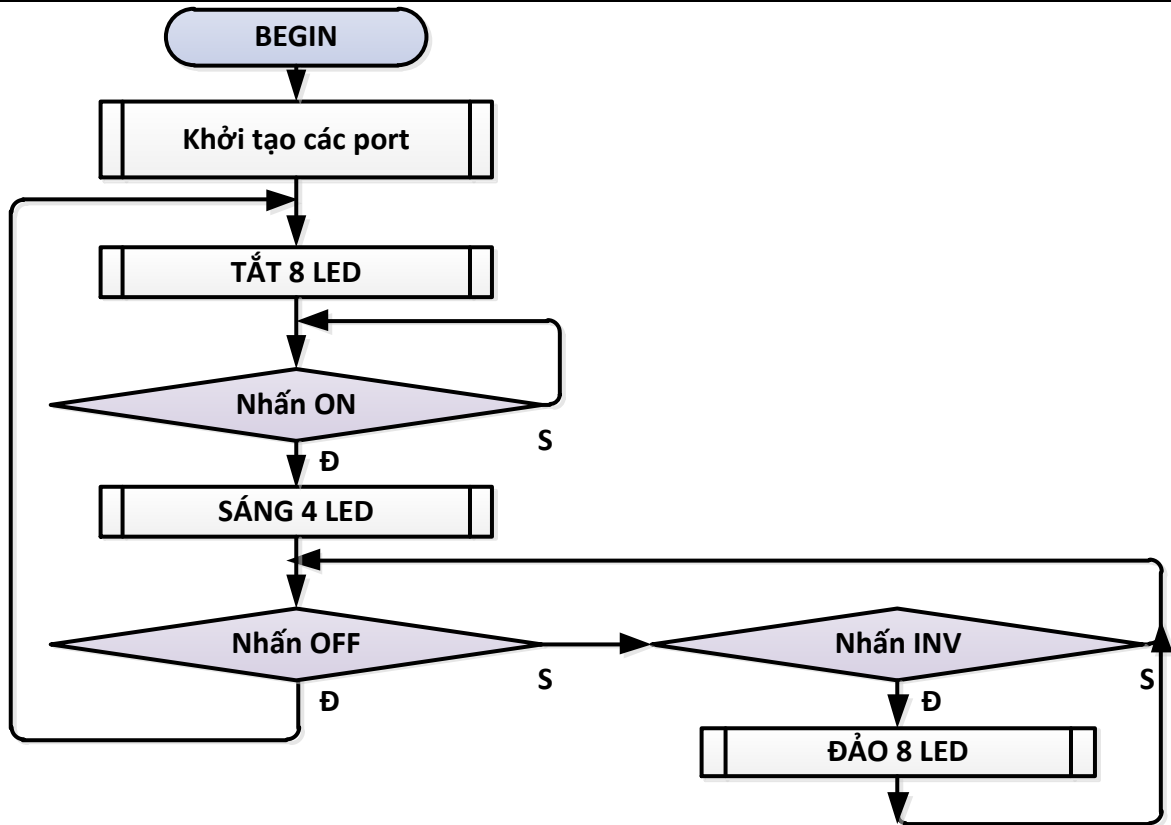 BEGIN
Khởi tạo các port
TẮT 8 LED
Nhấn ON
S
Đ
SÁNG 4 LED
Nhấn OFF
Nhấn INV
S
S
Đ
Đ
ĐẢO 8 LED